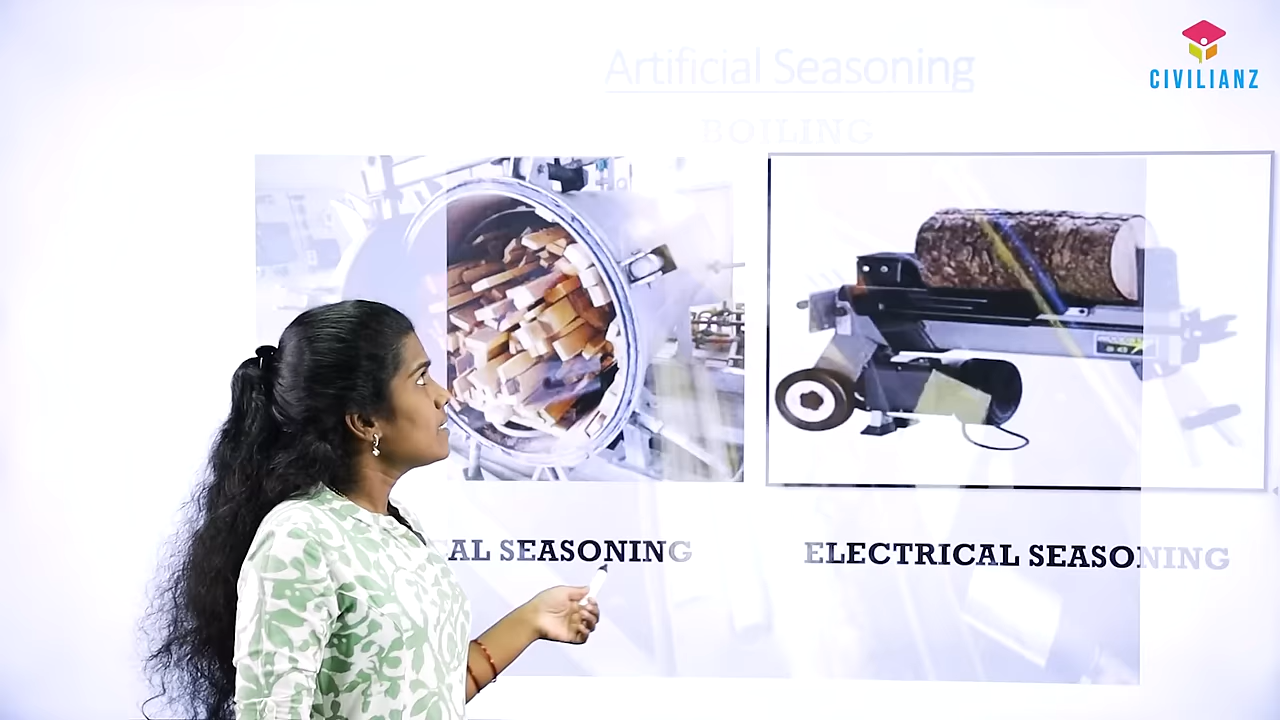 Artificial Seasoning
CIVILIANZ
BOILING
AL SEASONING
ELECTRICAL SEASONING